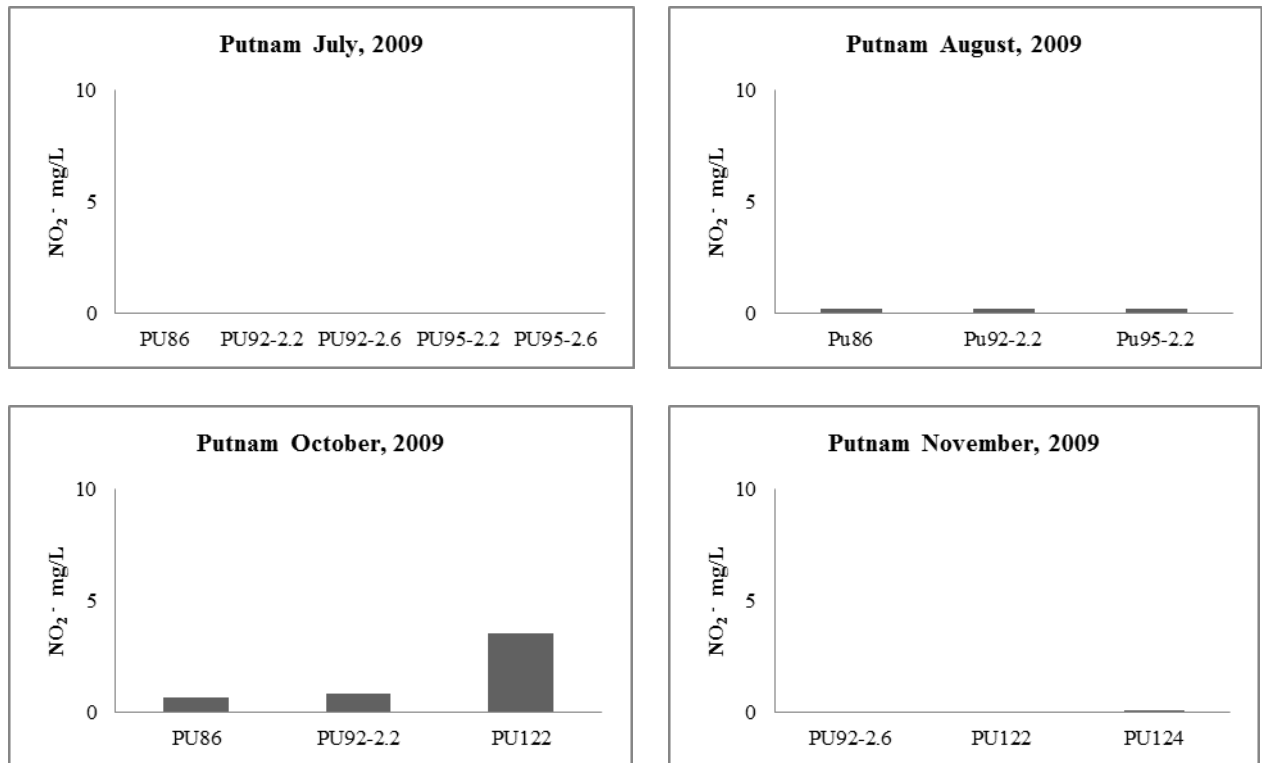 Putnam July, 2009
10
5
0
NO₂⁻ mg/L
PU86 PU92-2.2 PU92-2.6 PU95-2.2 PU95-2.6
Putnam August, 2009
10
5
0
NO₂⁻ mg/L
Pu86 Pu92-2.2 Pu95-2.2
Putnam October, 2009
10
5
0
NO₂⁻ mg/L
PU86 PU92-2.2 PU122
Putnam November, 2009
10
5
0
NO₂⁻ mg/L
PU92-2.6 PU122 PU124